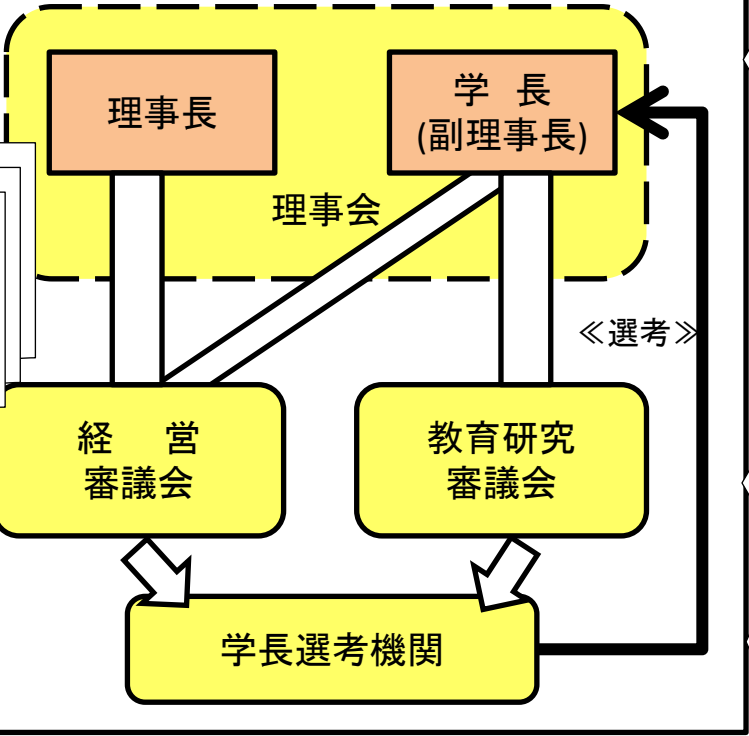 理事長
学 長
(副理事長)
理事会
≪選考≫
経 営
審議会
教育研究
審議会
学長選考機関